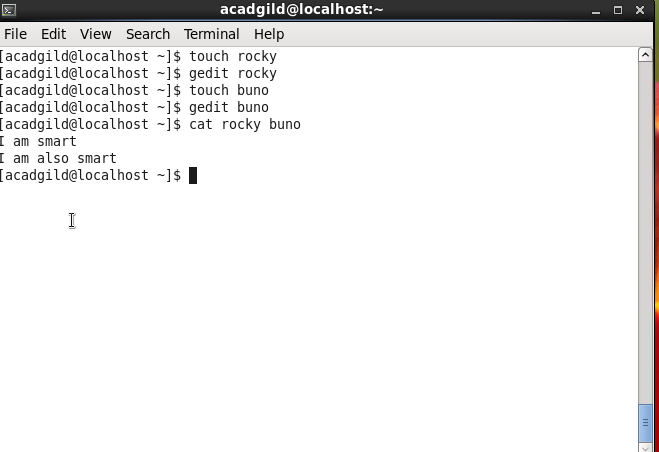 acadgild@localhost:~
File Edit View Search Terminal Help
[acadgild@localhost ~]$ touch rocky
[acadgild@localhost ~]$ gedit rocky
[acadgild@localhost ~]$ touch buno
[acadgild@localhost ~]$ gedit buno
[acadgild@localhost ~]$ cat rocky buno
I am smart
I am also smart
[acadgild@localhost ~]$